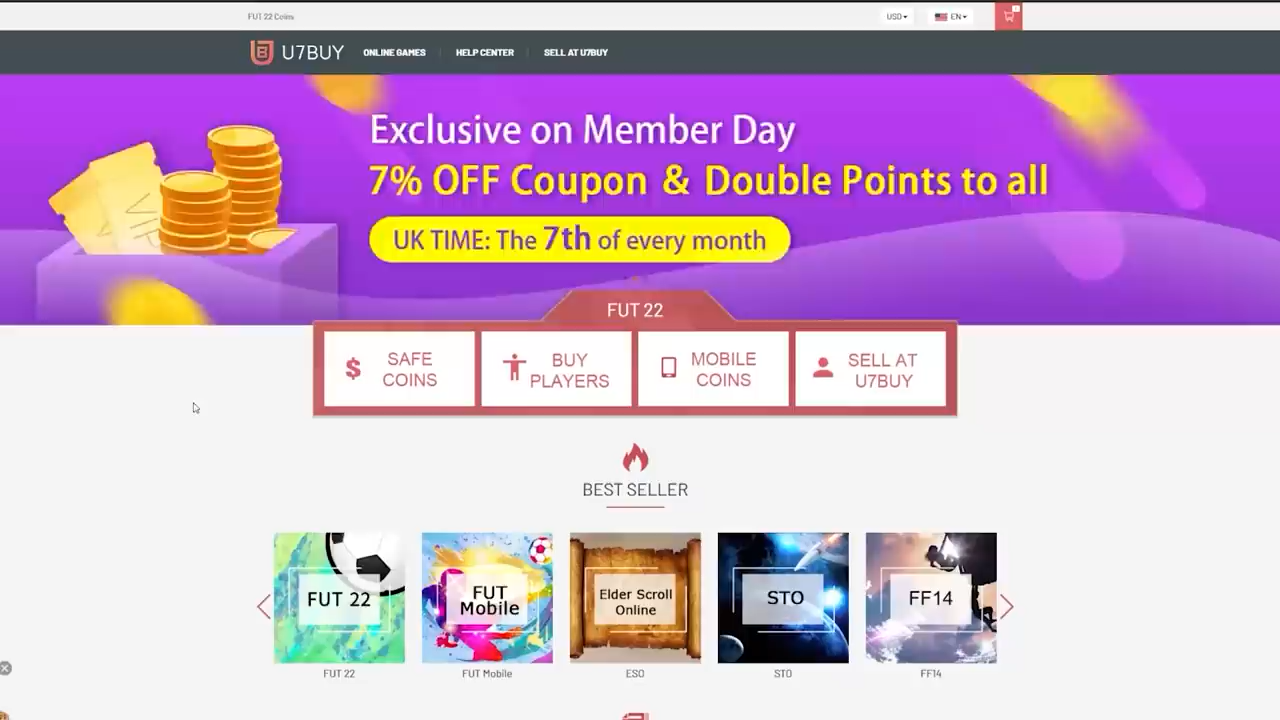 FUT 22 Coins
USD
EN
1
U7BUY
ONLINE GAMES
HELP CENTER
SELL AT U7BUY
Exclusive on Member Day
7% OFF Coupon & Double Points to all
UK TIME: The 7th of every month
FUT 22
SAFE
COINS
BUY
PLAYERS
MOBILE
COINS
SELL AT
U7BUY
BEST SELLER
FUT 22
FUT
Mobile
Elder Scroll
Online
STO
FF14
FUT 22
FUT Mobile
ESO
STO
FF14